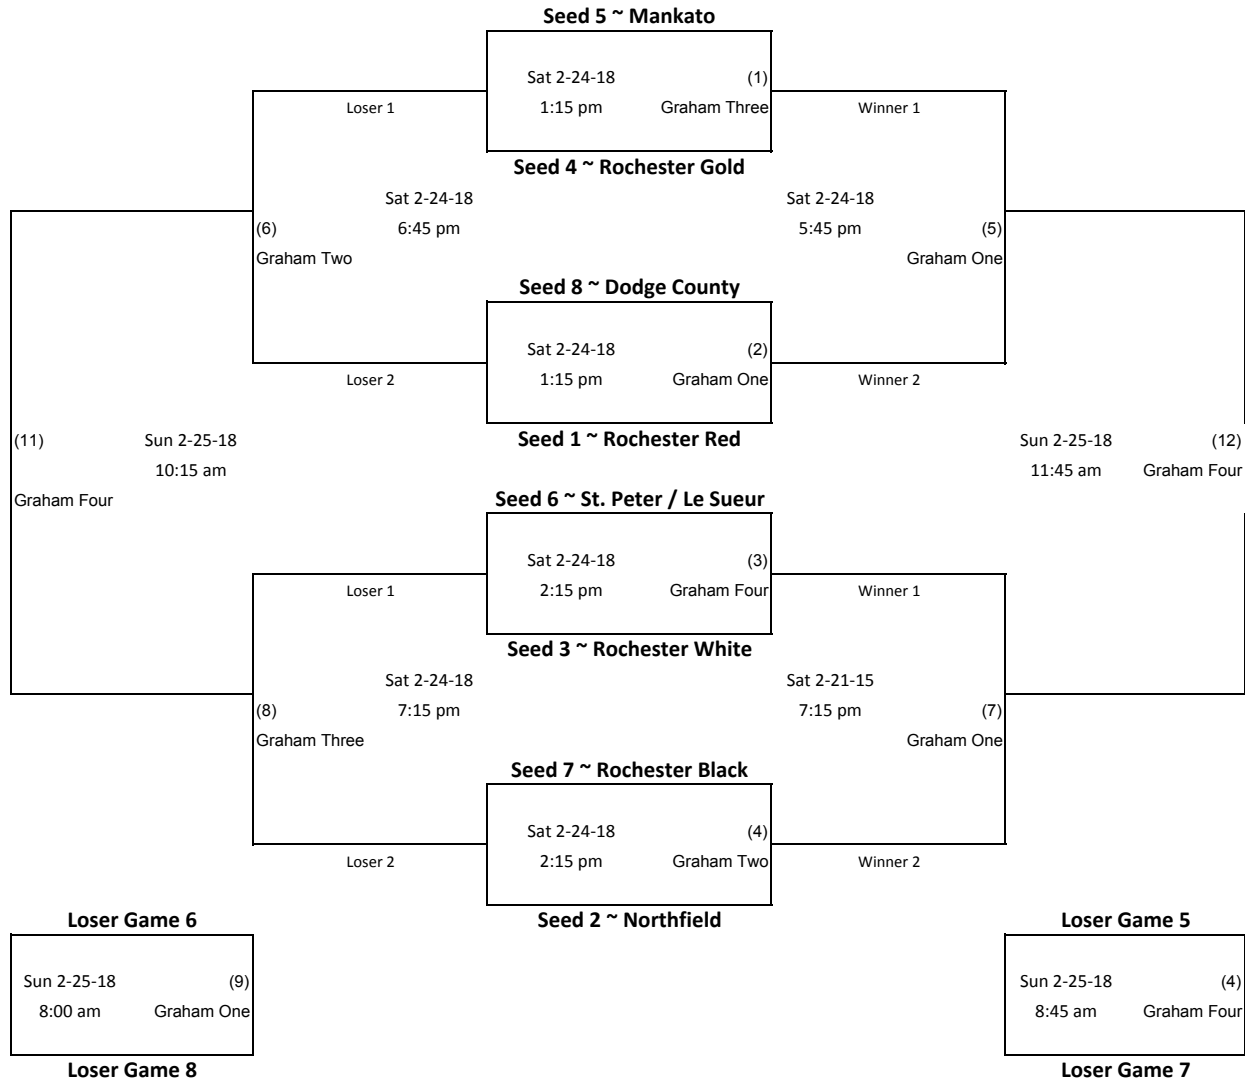 Seed 5 ~ Mankato
Sat 2-24-18 (1)
Loser 1 1:15 pm Graham Three Winner 1
Seed 4 ~ Rochester Gold
Sat 2-24-18 Sat 2-24-18
(6) 6:45 pm 5:45 pm (5)
Graham Two Graham One
Seed 8 ~ Dodge County
Sat 2-24-18 (2)
Loser 2 1:15 pm Graham One Winner 2
(11) Sun 2-25-18 Seed 1 ~ Rochester Red Sun 2-25-18 (12)
10:15 am 11:45 am Graham Four
Graham Four Seed 6 ~ St. Peter / Le Sueur
Sat 2-24-18 (3)
Loser 1 2:15 pm Graham Four Winner 1
Seed 3 ~ Rochester White
Sat 2-24-18 Sat 2-21-15
(8) 7:15 pm 7:15 pm (7)
Graham Three Graham One
Seed 7 ~ Rochester Black
Sat 2-24-18 (4)
Loser 2 2:15 pm Graham Two Winner 2
Loser Game 6 Seed 2 ~ Northfield Loser Game 5
Sun 2-25-18 (9) Sun 2-25-18 (4)
8:00 am Graham One 8:45 am Graham Four
Loser Game 8 Loser Game 7